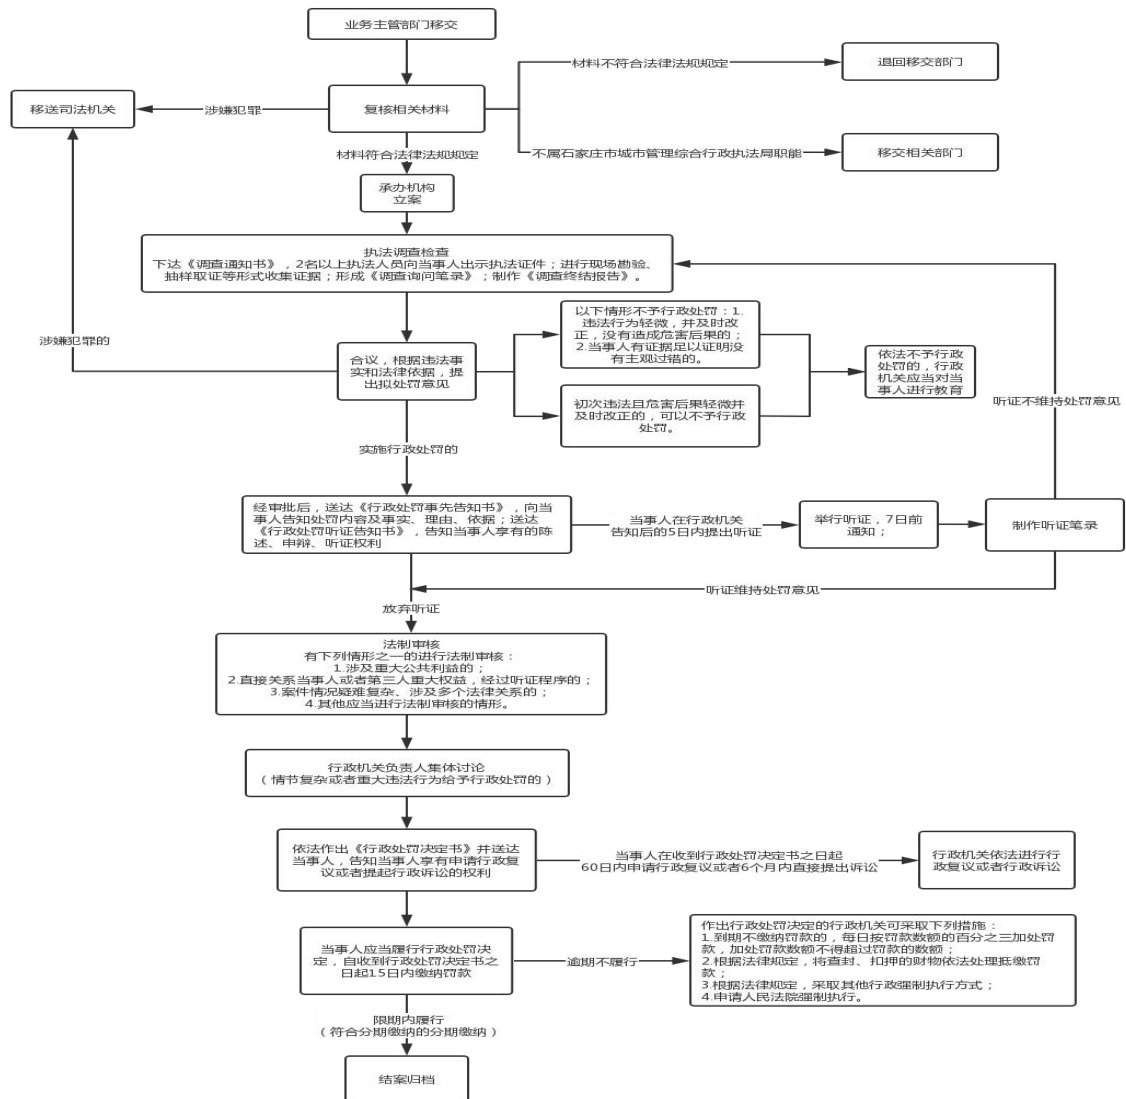 业务主管部门移交
材料不符合法律法规规定
退回移交部门
移送司法机关
涉嫌犯罪
复核相关材料
不属石家庄市城市管理综合行政执法局职能
移交相关部门
材料符合法律法规规定
承办机构
立案
执法调查检查
下达《调查通知书》，2名以上执法人员向当事人出示执法证件；进行现场勘验、
抽样取证等形式收集证据；形成《调查询问笔录》；制作《调查终结报告》。
涉嫌犯罪的
合议，根据违法事
实和法律依据，提
出拟处罚意见
以下情形不予行政处罚：1.
违法行为轻微，并及时改
正，没有造成危害后果的；
2.当事人有证据足以证明没
有主观过错的。
初次违法且危害后果轻微并
及时改正的，可以不予行政
处罚。
依法不予行政
处罚的，行政
机关应当对当
事人进行教育
听证不维持处罚意见
实施行政处罚的
经审批后，送达《行政处罚事先告知书》，向当
事人告知处罚内容及事实、理由、依据；送达
《行政处罚听证告知书》，告知当事人享有的陈
述、申辩、听证权利
当事人在行政机关
告知后的5日内提出听证
举行听证，7日前
通知；
制作听证笔录
听证维持处罚意见
放弃听证
法制审核
有下列情形之一的进行法制审核：
1.涉及重大公共利益的；
2.直接关系当事人或者第三人重大权益，经过听证程序的；
3.案件情况疑难复杂、涉及多个法律关系的；
4.其他应当进行法制审核的情形。
行政机关负责人集体讨论
（情节复杂或者重大违法行为给予行政处罚的）
依法作出《行政处罚决定书》并送达
当事人，告知当事人享有申请行政复
议或者提起行政诉讼的权利
当事人在收到行政处罚决定书之日起
60日内申请行政复议或者6个月内直接提出诉讼
行政机关依法进行行
政复议或者行政诉讼
当事人应当履行行政处罚决
定，自收到行政处罚决定书之
日起15日内缴纳罚款
逾期不履行
作出行政处罚决定的行政机关可采取下列措施：
1.到期不缴纳罚款的，每日按罚款数额的百分之三加处罚
款，加处罚款数额不得超过罚款的数额；
2.根据法律规定，将查封、扣押的财物依法处理抵缴罚
款；
3.根据法律规定，采取其他行政强制执行方式；
4.申请人民法院强制执行。
限期内履行
（符合分期缴纳的分期缴纳）
结案归档